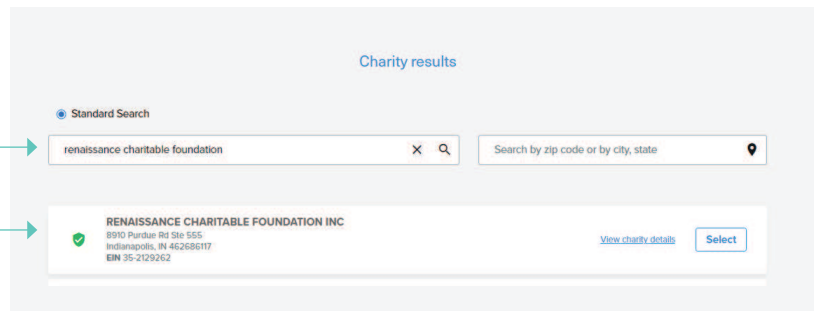 Charity results
Standard Search
renaissance charitable foundation
Search by zip code or by city, state
RENAISSANCE CHARITABLE FOUNDATION INC
8910 Purdue Rd Ste 555
Indianapolis, IN 462686117
EIN 35-2129262
View charity details
Select